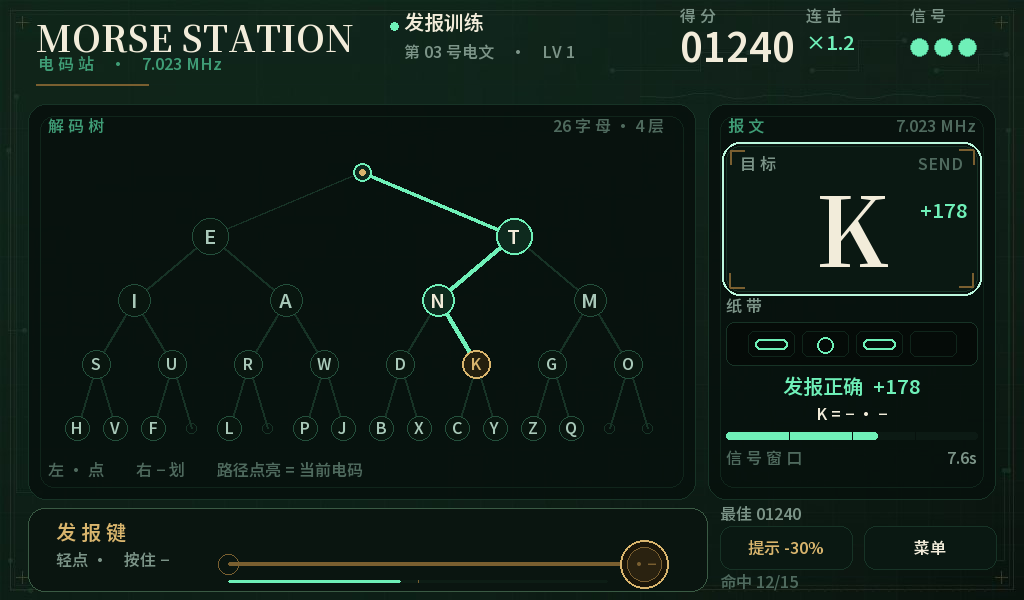 MORSE STATION
电码站 • 7.023 MHz
发报训练
第 03 号电文 • LV 1
得分
01240
连击
×1.2
信号
解码树
26字母 • 4层
E T
I A N M
S U R W D K G O
H V F L P J B X C Y Z Q
左 • 点 右 – 划 路径点亮 = 当前电码
报文
7.023 MHz
目标
SEND
K
+178
纸带
发报正确 +178
K = – • –
信号窗口
7.6s
发报键
轻点 • 按住 –
• –
最佳 01240
提示 -30%
菜单
命中 12/15